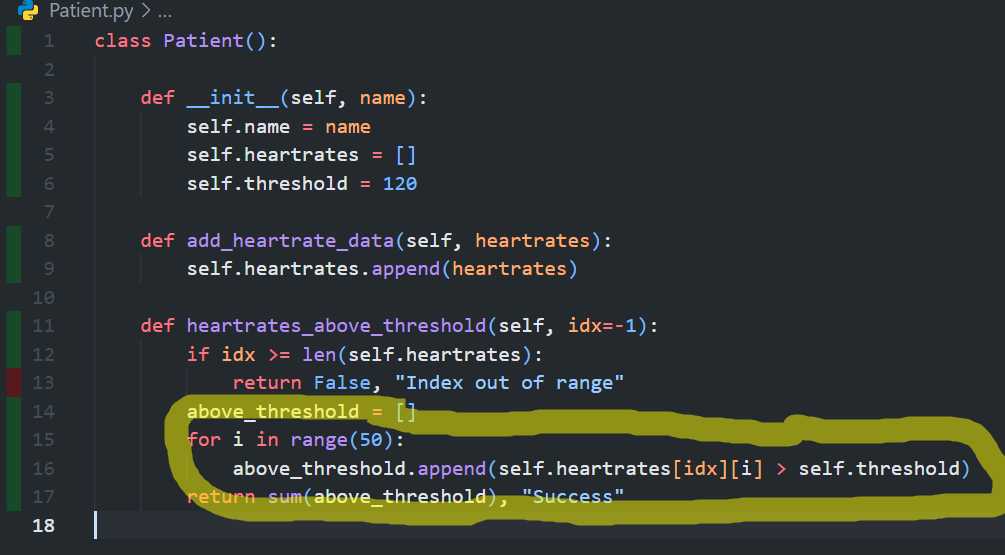 Patient.py > ...
1 class Patient():
2
3     def __init__(self, name):
4         self.name = name
5         self.heartrates = []
6         self.threshold = 120
7
8     def add_heartrate_data(self, heartrates):
9         self.heartrates.append(heartrates)
10
11     def heartrates_above_threshold(self, idx=-1):
12         if idx >= len(self.heartrates):
13             return False, "Index out of range"
14         above_threshold = []
15         for i in range(50):
16             above_threshold.append(self.heartrates[idx][i] > self.threshold)
17         return sum(above_threshold), "Success"
18